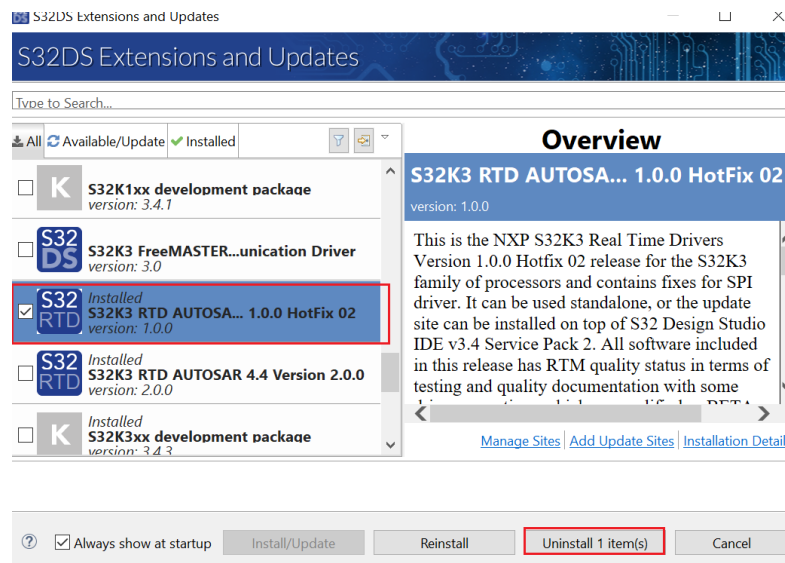 DS S32DS Extensions and Updates
S32DS Extensions and Updates
Type to Search...
All Available/Update Installed
K S32K1xx development package
version: 3.4.1
S32
DS
S32K3 FreeMASTER...unication Driver
version: 3.0
S32
RTD
Installed
S32K3 RTD AUTOSA... 1.0.0 HotFix 02
version: 1.0.0
S32
RTD
Installed
S32K3 RTD AUTOSAR 4.4 Version 2.0.0
version: 2.0.0
K
Installed
S32K3xx development package
version: 3.4.3
Overview
S32K3 RTD AUTOSA... 1.0.0 HotFix 02
version: 1.0.0
This is the NXP S32K3 Real Time Drivers
Version 1.0.0 Hotfix 02 release for the S32K3
family of processors and contains fixes for SPI
driver. It can be used standalone, or the update
site can be installed on top of S32 Design Studio
IDE v3.4 Service Pack 2. All software included
in this release has RTM quality status in terms of
testing and quality documentation with some
Manage Sites Add Update Sites Installation Detail
? Always show at startup Install/Update Reinstall Uninstall 1 item(s) Cancel